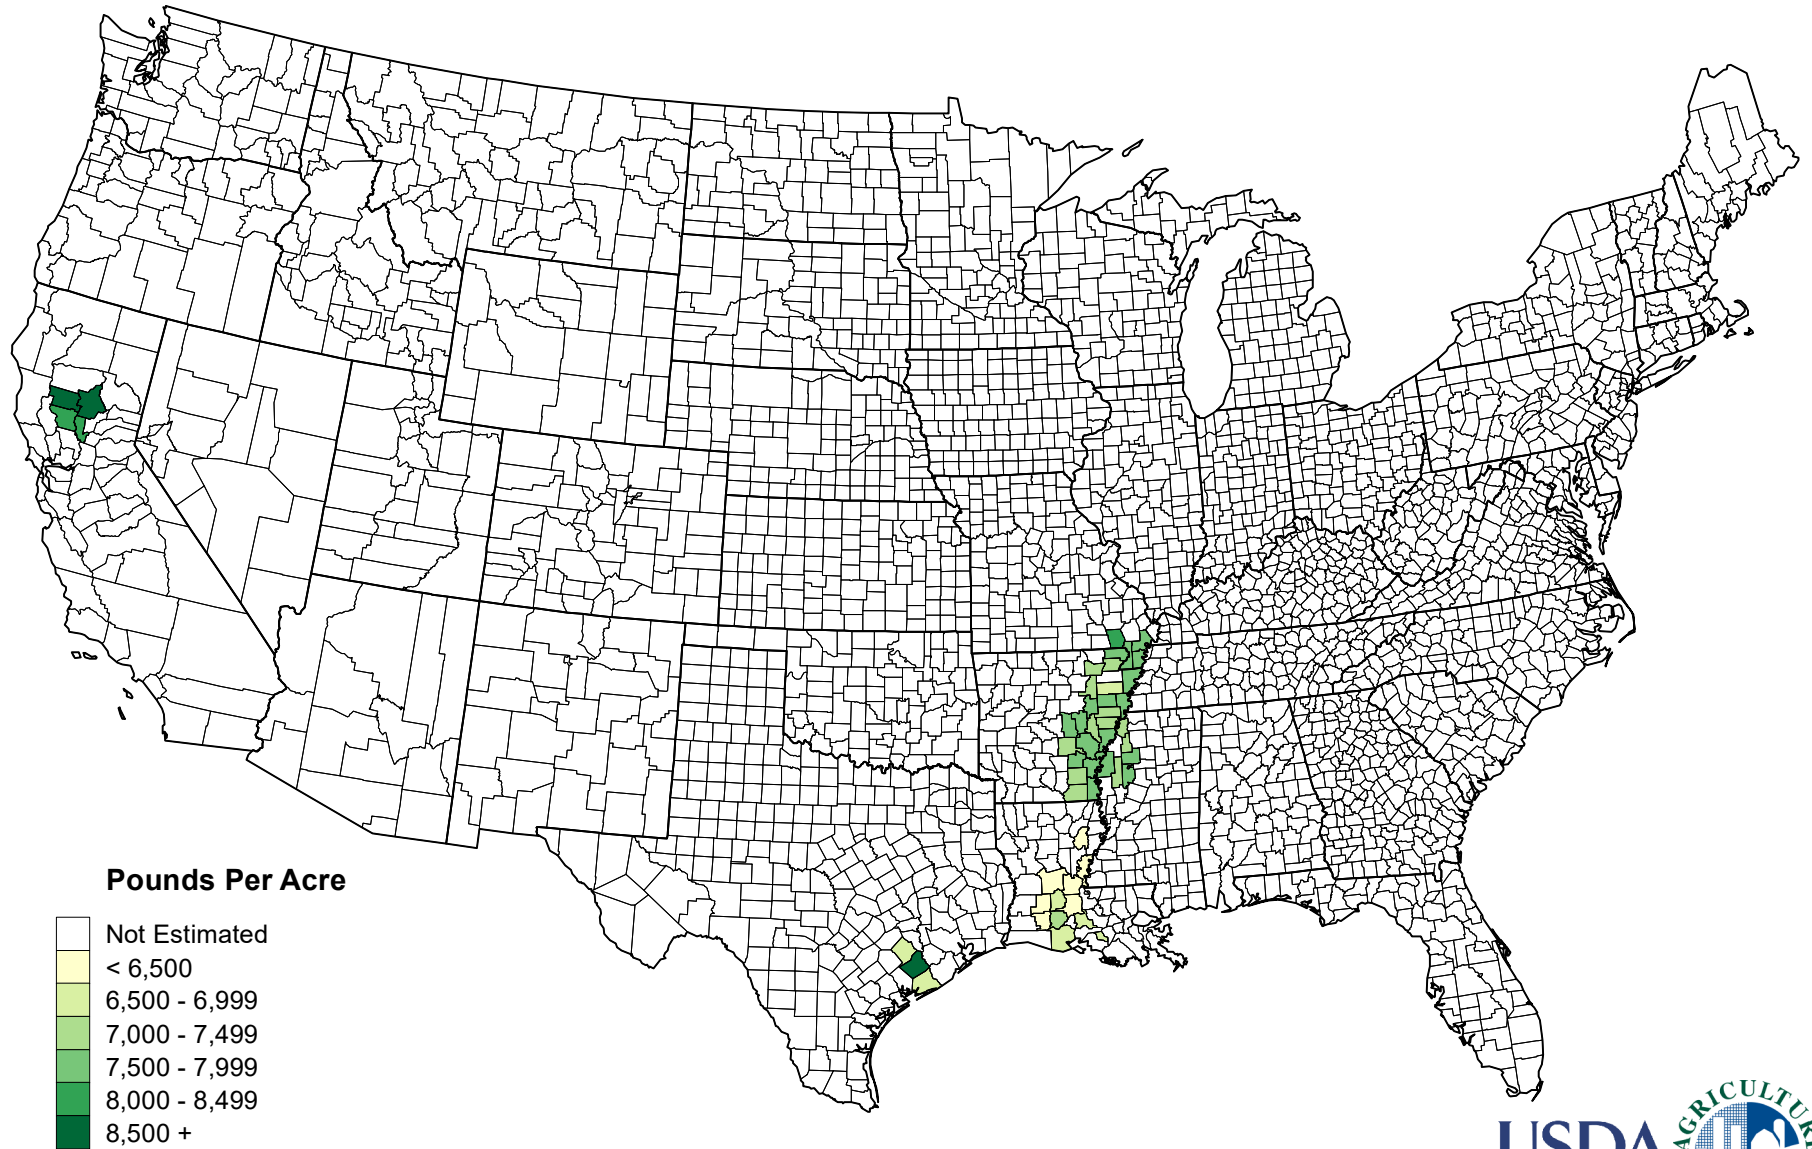 Pounds Per Acre
Not Estimated
< 6,500
6,500 - 6,999
7,000 - 7,499
7,500 - 7,999
8,000 - 8,499
8,500 +
USDA